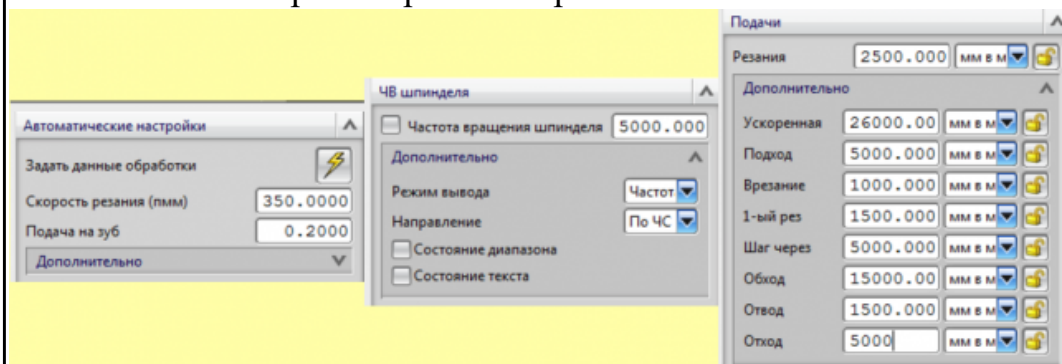 Автоматические настройки
Задать данные обработки
Скорость резания (пмм) 350.0000
Подача на зуб 0.2000
Дополнительно
ЧВ шпинделя
Частота вращения шпинделя 5000.000
Дополнительно
Режим вывода Частот
Направление По ЧС
Состояние диапазона
Состояние текста
Подачи
Резания 2500.000 мм в м
Дополнительно
Ускоренная 26000.00 мм в м
Подход 5000.000 мм в м
Врезание 1000.000 мм в м
1-ый рез 1500.000 мм в м
Шаг через 5000.000 мм в м
Обход 15000.00 мм в м
Отвод 1500.000 мм в м
Отход 5000 мм в м